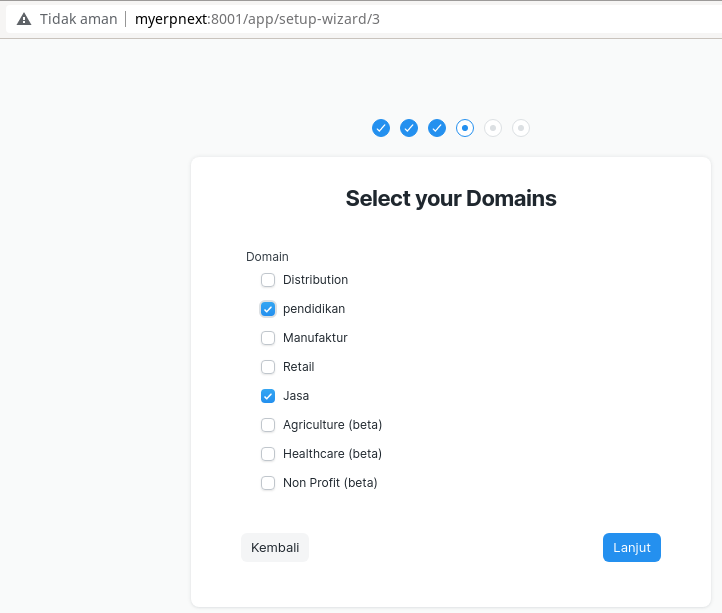 Tidak aman | myerpnext:8001/app/setup-wizard/3
Select your Domains
Domain
Distribution
pendidikan
Manufaktur
Retail
Jasa
Agriculture (beta)
Healthcare (beta)
Non Profit (beta)
Kembali Lanjut